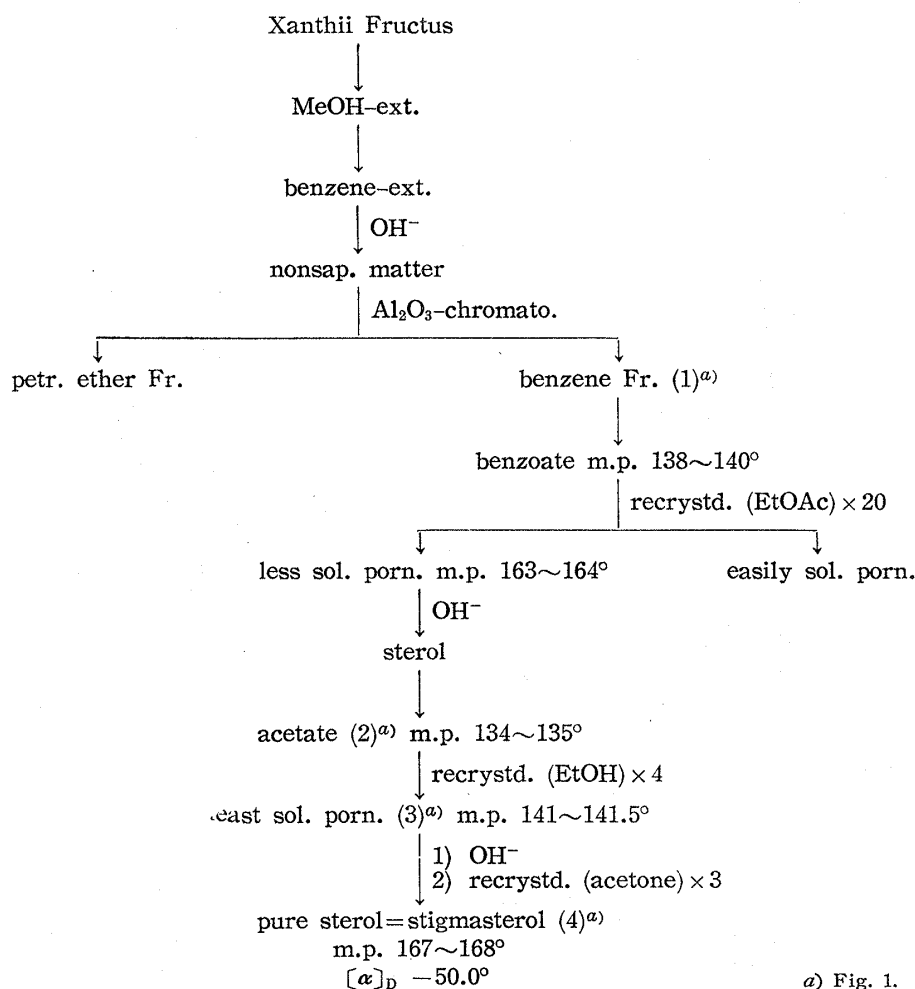 Xanthii Fructus
MeOH–ext.
benzene–ext.
OH⁻
nonsap. matter
Al₂O₃–chromato.
petr. ether Fr.
benzene Fr. (1)ᵃ⁾
benzoate m.p. 138~140°
recrystd. (EtOAc) × 20
less sol. porn. m.p. 163~164°
easily sol. porn.
OH⁻
sterol
acetate (2)ᵃ⁾ m.p. 134~135°
recrystd. (EtOH) × 4
east sol. porn. (3)ᵃ⁾ m.p. 141~141.5°
1) OH⁻
2) recrystd. (acetone) × 3
pure sterol=stigmasterol (4)ᵃ⁾
m.p. 167~168°
[α]D −50.0°
a) Fig. 1.